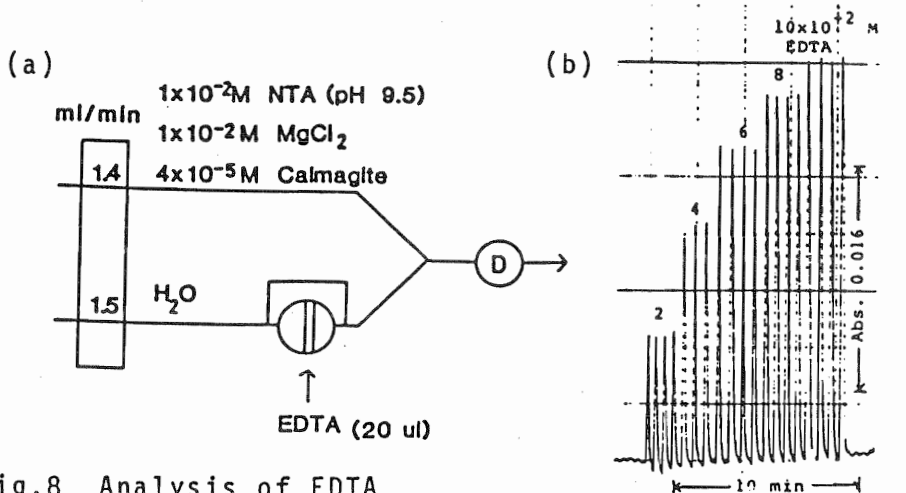 (a)
ml/min
1x10⁻²M NTA (pH 9.5)
1x10⁻²M MgCl₂
1.4 4x10⁻⁵M Calmagite
1.5 H₂O
D
EDTA (20 ul)
(b)
10x10⁺² M
EDTA
8
6
4
2
Abs. 0.016
10 min
Fig.8 Analysis of EDTA